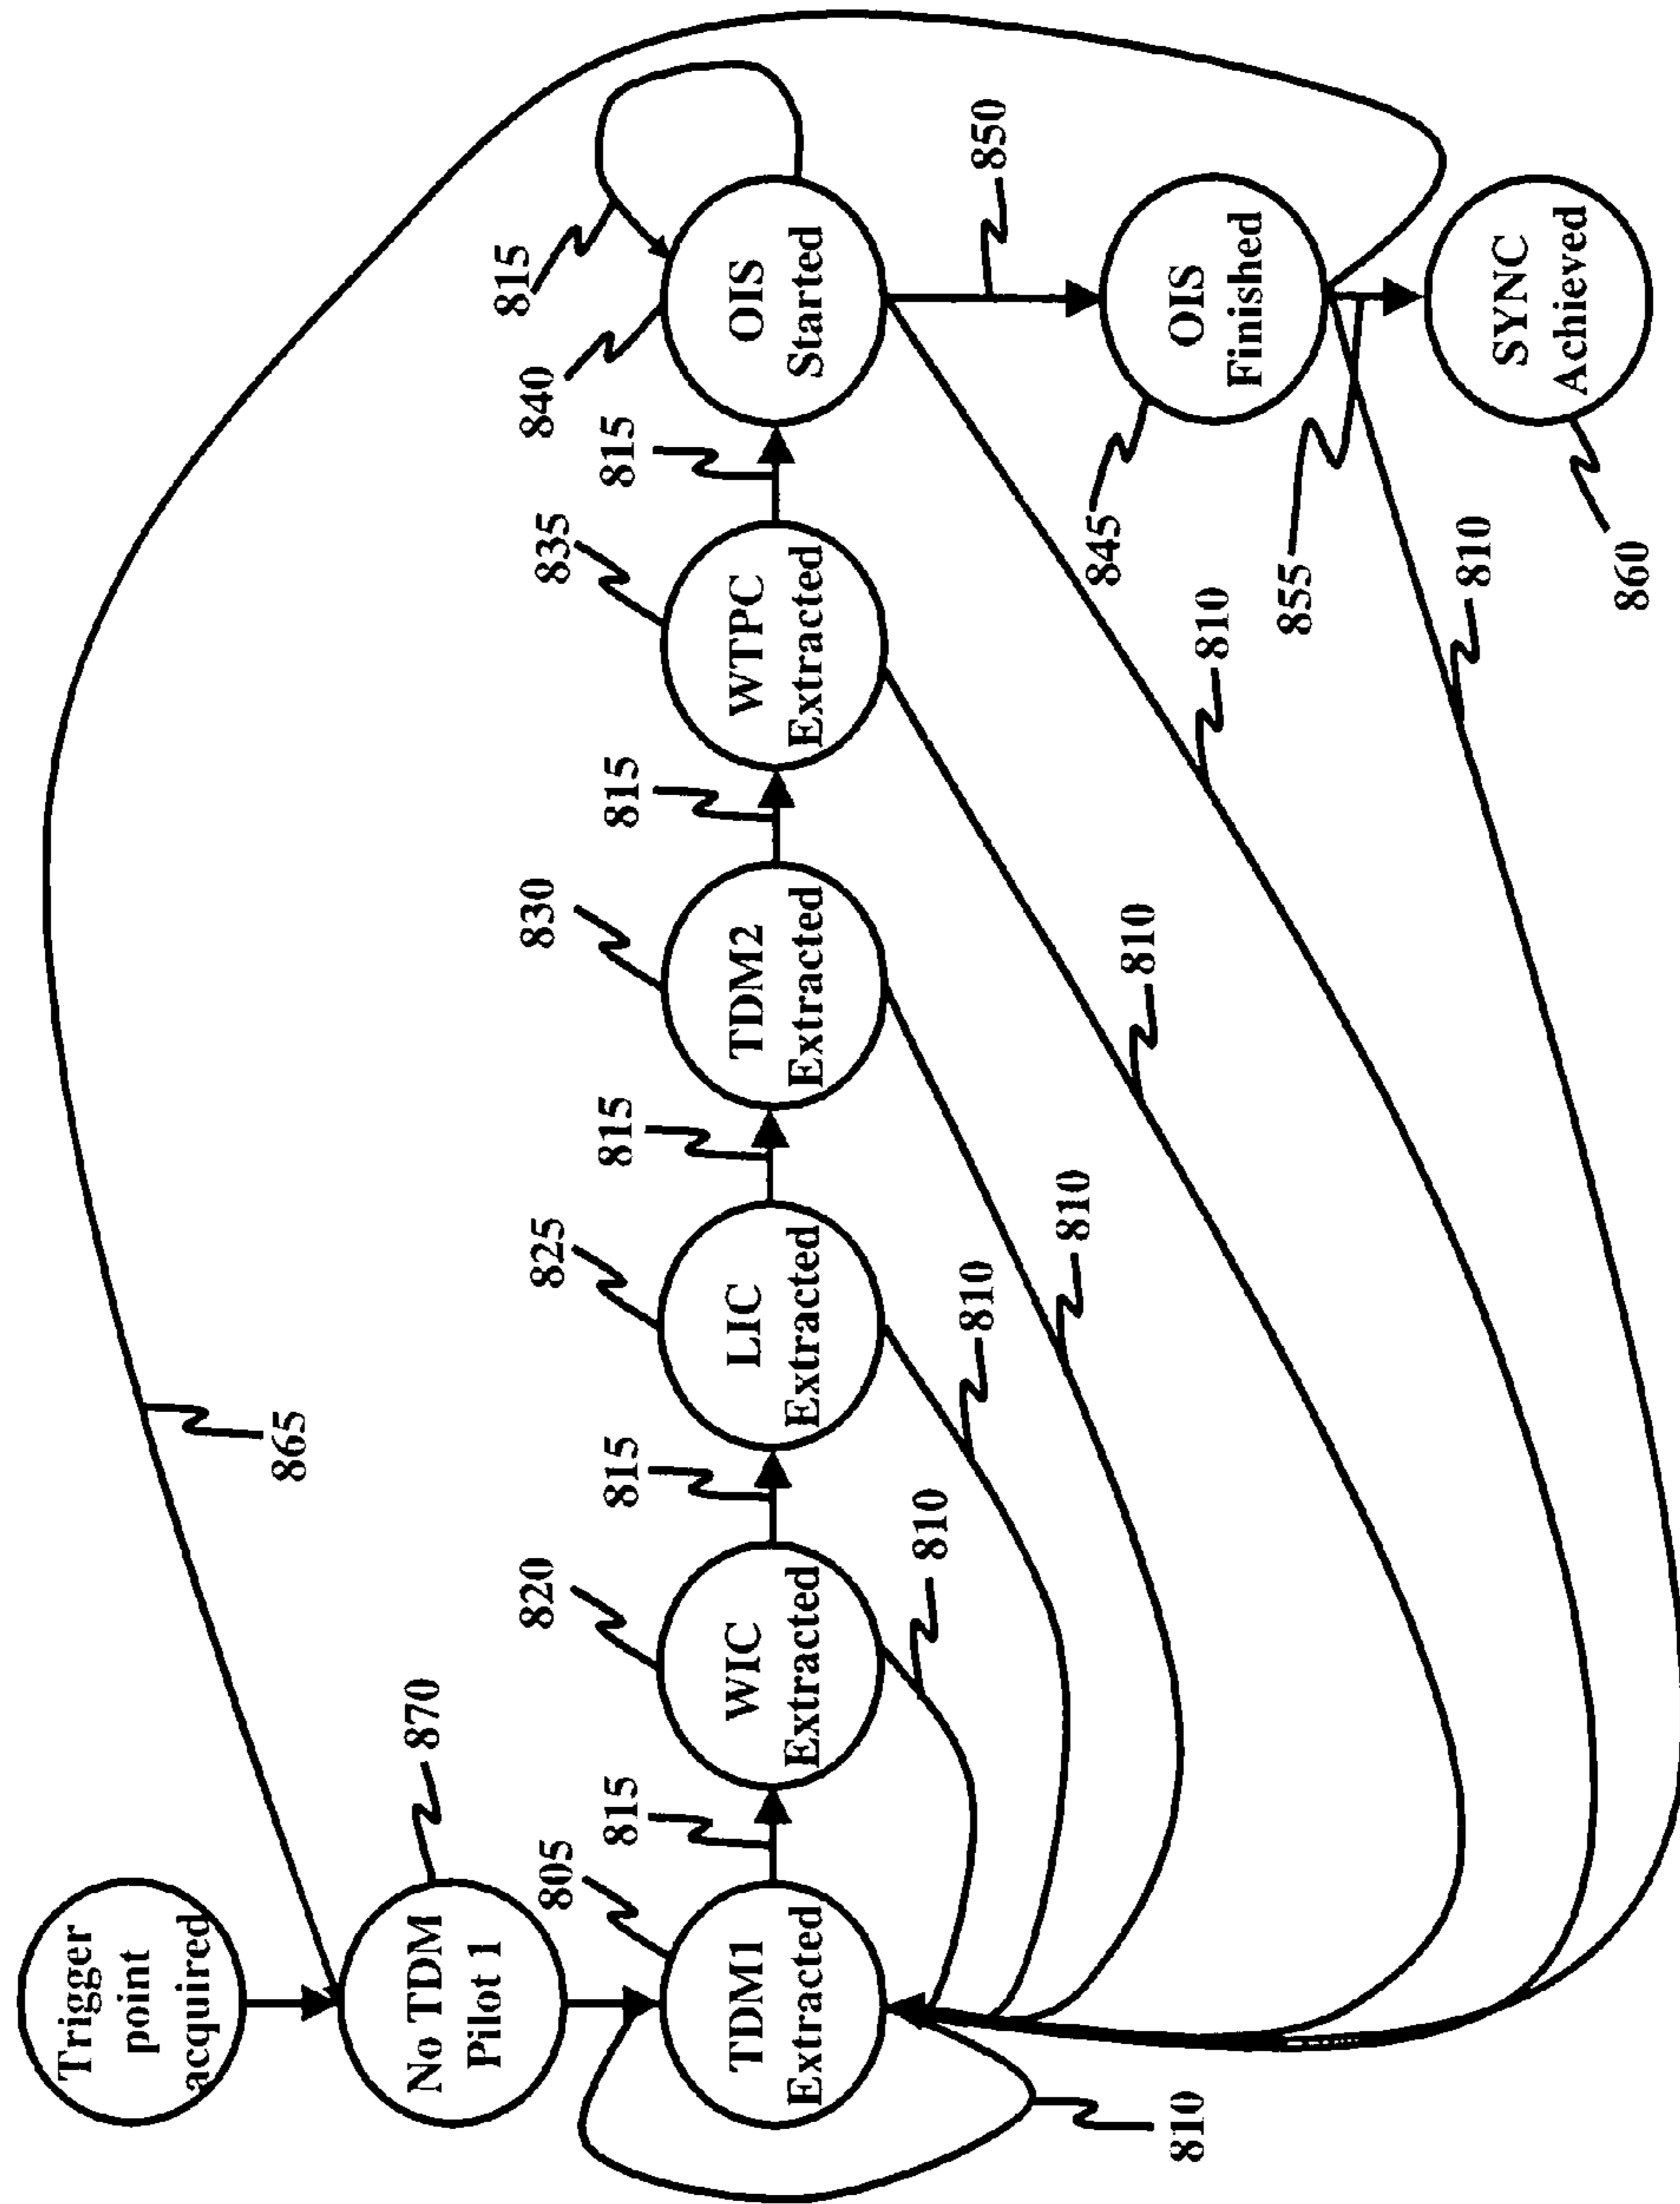 Trigger
point
acquired
865
No TDM
Pilot 1
870
805
815
820
815
825
815
830
815
835
815
840
815
TDM1
Extracted
WIC
Extracted
LIC
Extracted
TDM2
Extracted
WTPC
Extracted
OIS
Started
850
810
810
810
810
810
810
810
845
OIS
Finished
855
SYNC
Achieved
860